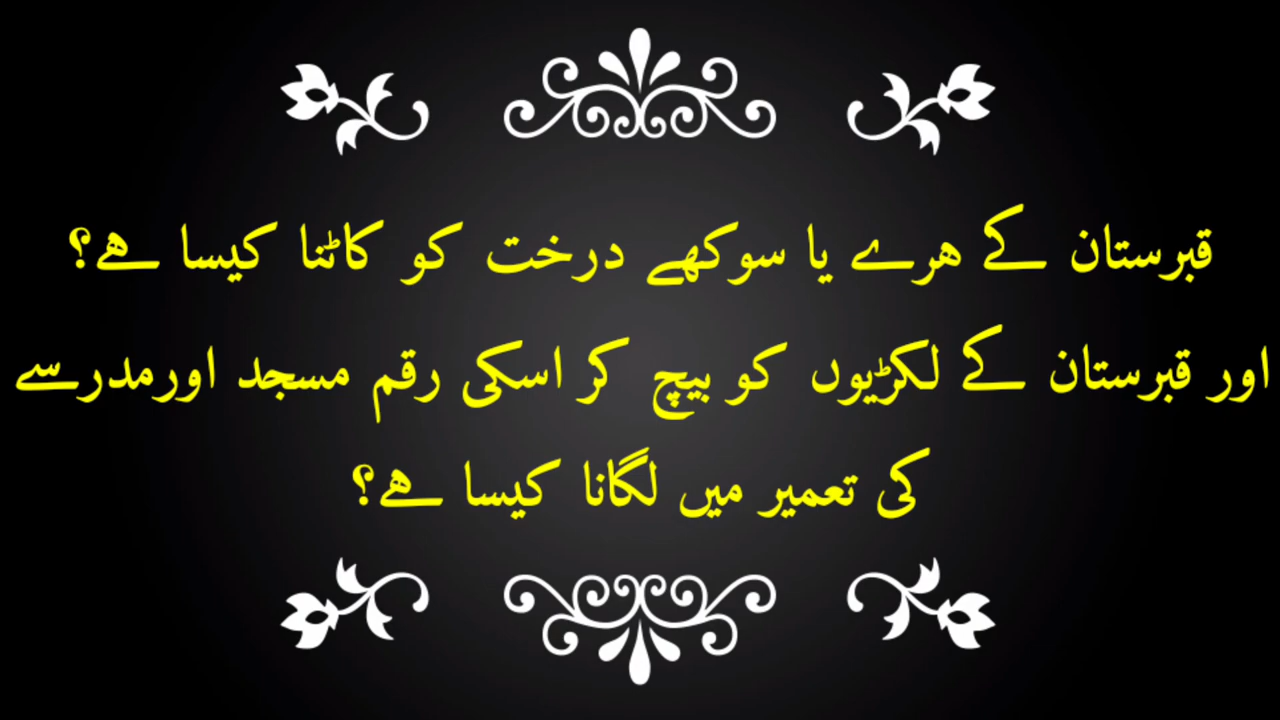 قبرستان کے ہرے یا سوکھے درخت کو کاٹنا کیسا ہے؟
اور قبرستان کے لکڑیوں کو بیچ کر اسکی رقم مسجد اورمدرسے
کی تعمیر میں لگانا کیسا ہے؟